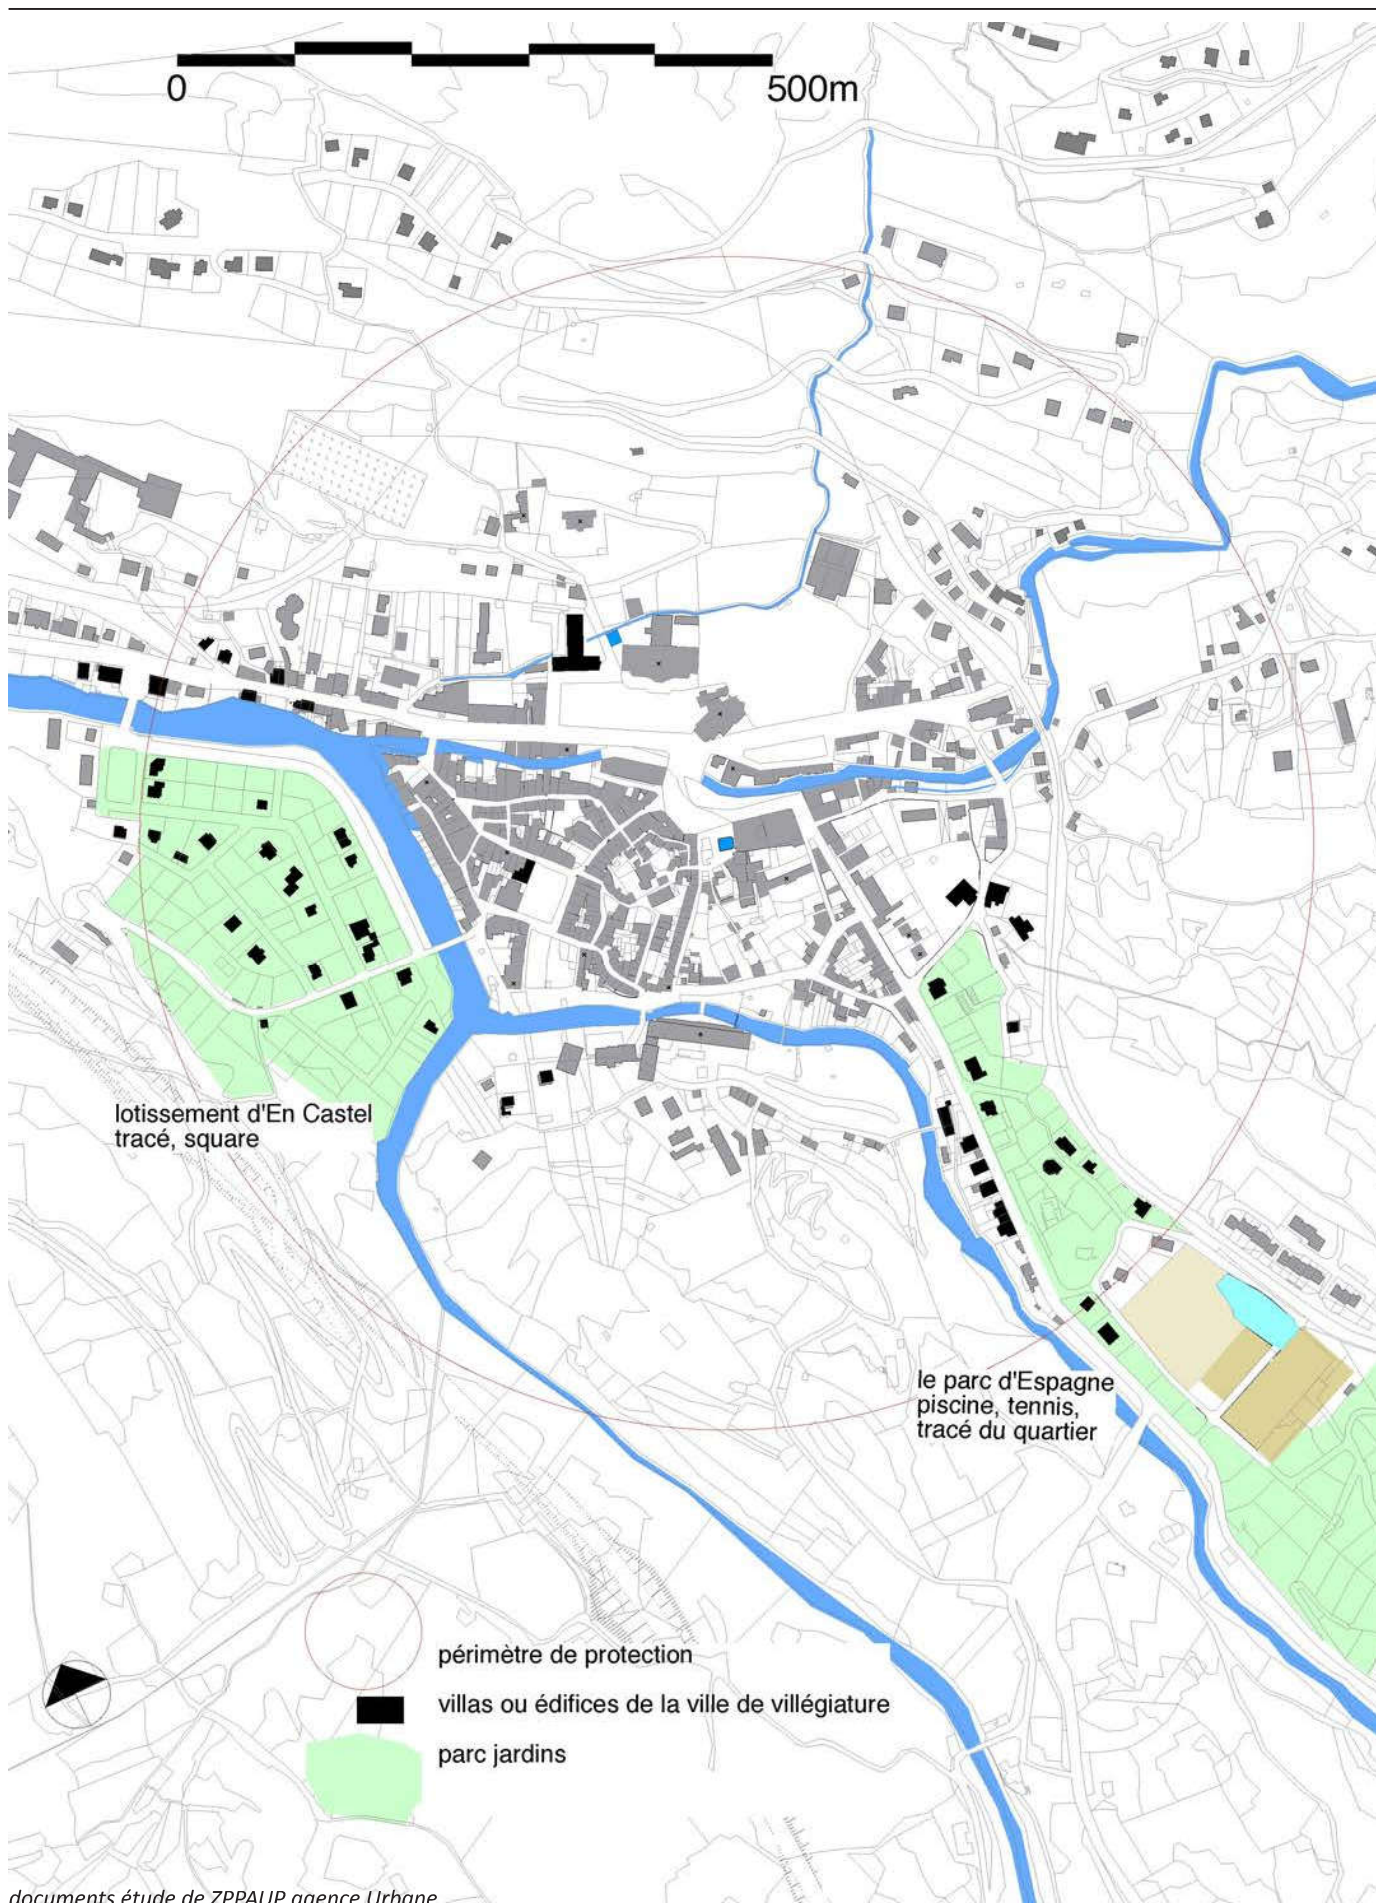 0 500m
lotissement d'En Castel
tracé, square
le parc d'Espagne
piscine, tennis,
tracé du quartier
périmètre de protection
villas ou édifices de la ville de villégiature
parc jardins
documents étude de ZPPAUP agence Urbane